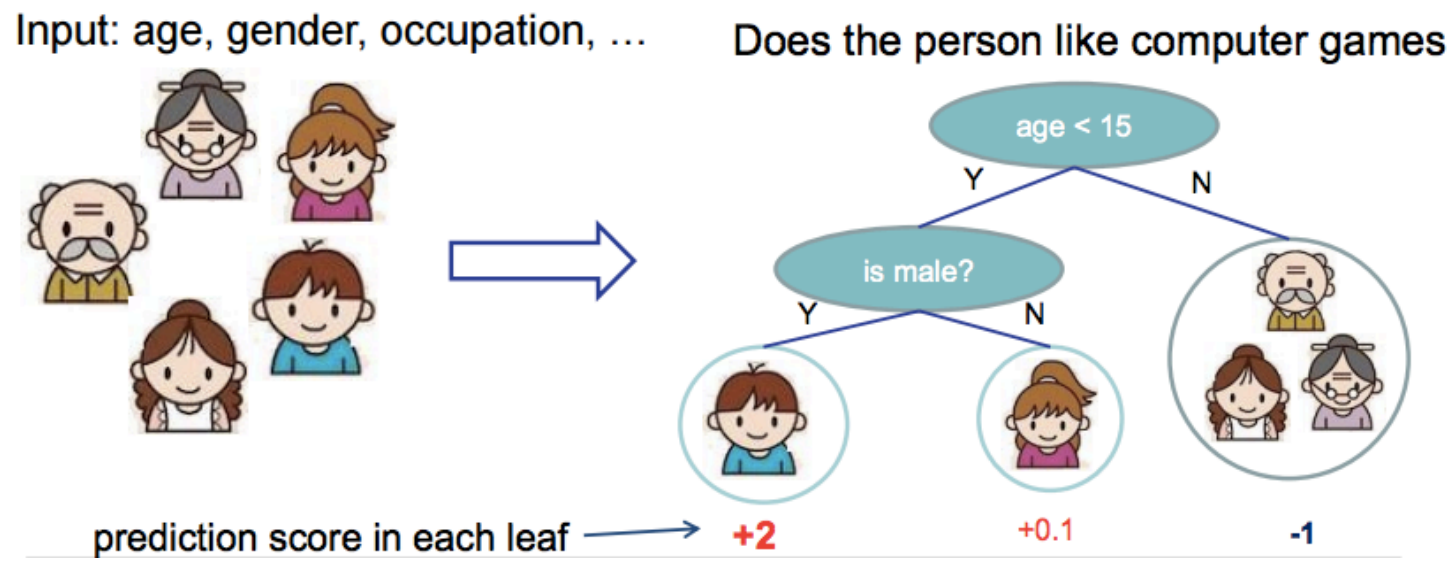 Input: age, gender, occupation, ...
Does the person like computer games
age < 15
Y
N
is male?
Y
N
prediction score in each leaf
+2
+0.1
-1